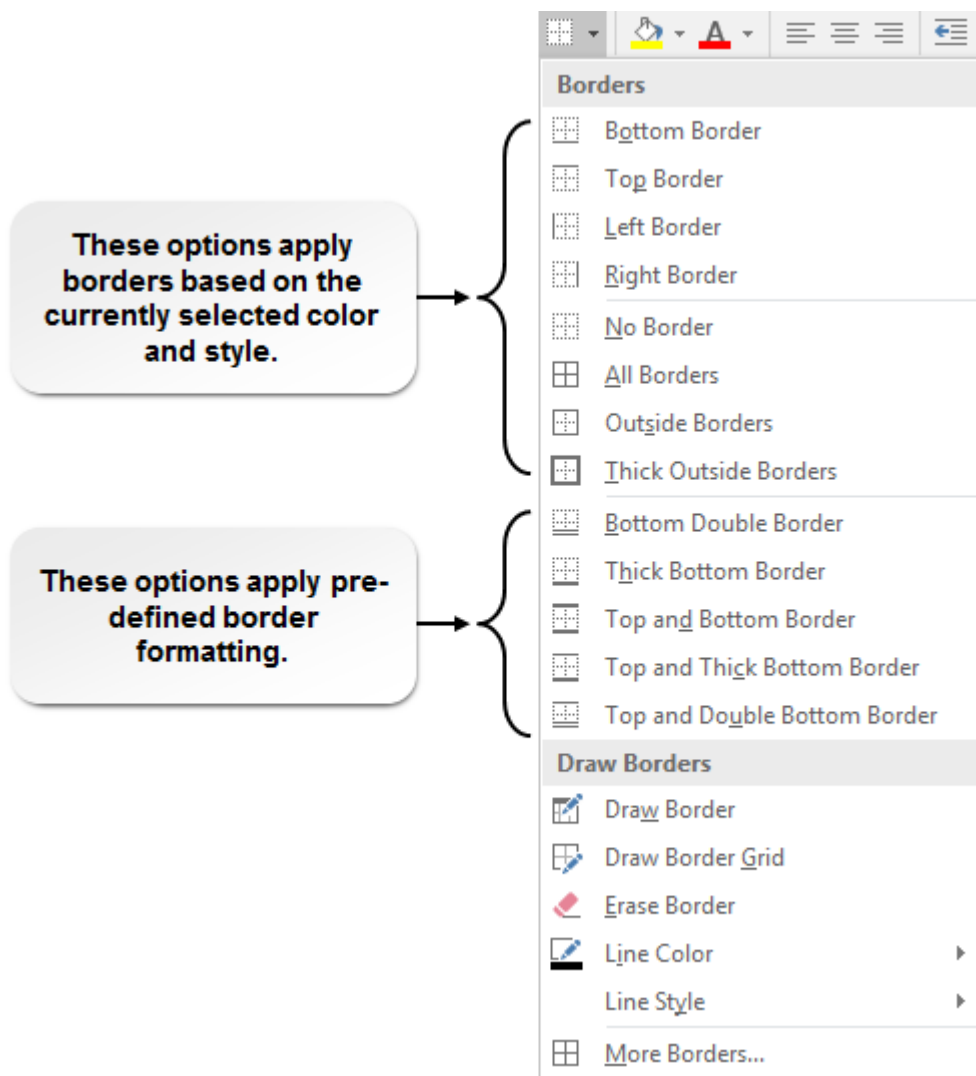 A
Borders
Bottom Border
Top Border
Left Border
Right Border
These options apply
borders based on the
currently selected color
and style.
No Border
All Borders
Outside Borders
Thick Outside Borders
Bottom Double Border
Thick Bottom Border
These options apply pre-
defined border
formatting.
Top and Bottom Border
Top and Thick Bottom Border
Top and Double Bottom Border
Draw Borders
Draw Border
Draw Border Grid
Erase Border
Line Color
Line Style
More Borders...